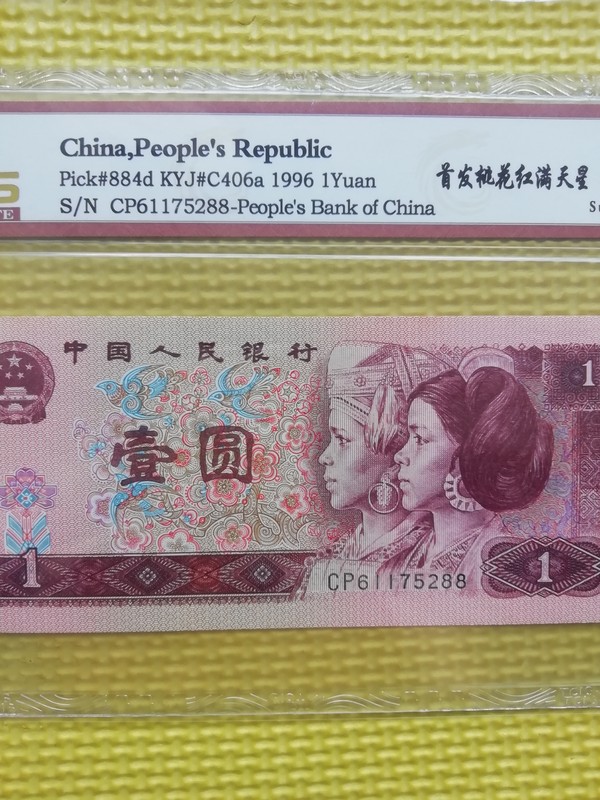 China,People's Republic
Pick#884d KYJ#C406a 1996 1Yuan
S/N CP61175288-People's Bank of China
首发桃花红满天星
中国人民银行
1
壹圆
1
CP61175288
1